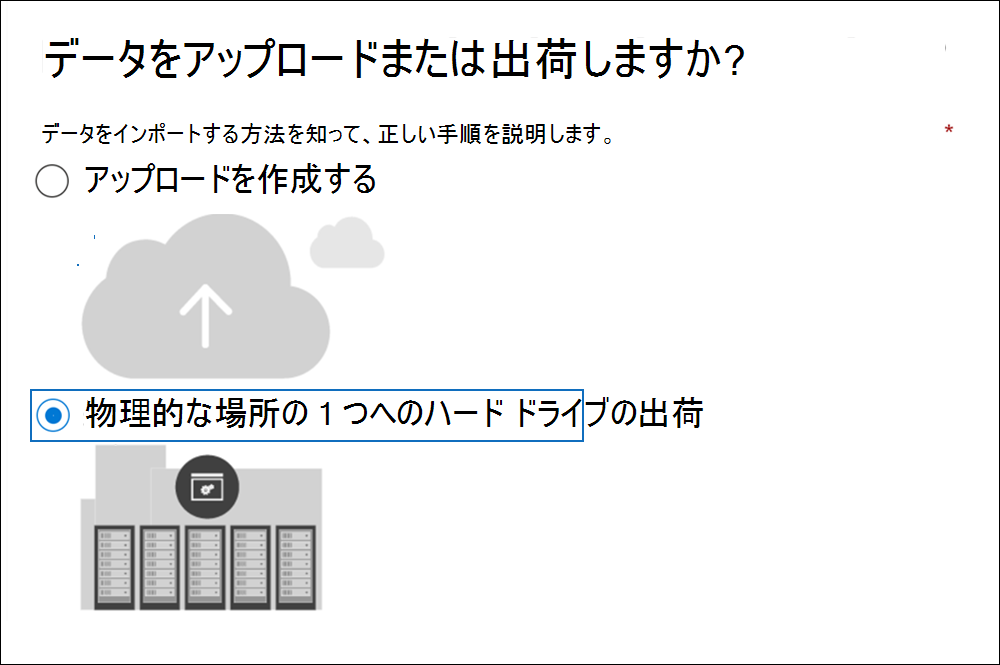 データをアップロードまたは出荷しますか?
データをインポートする方法を知って、正しい手順を説明します。 *
アップロードを作成する
物理的な場所の 1 つへのハード ドライブの出荷